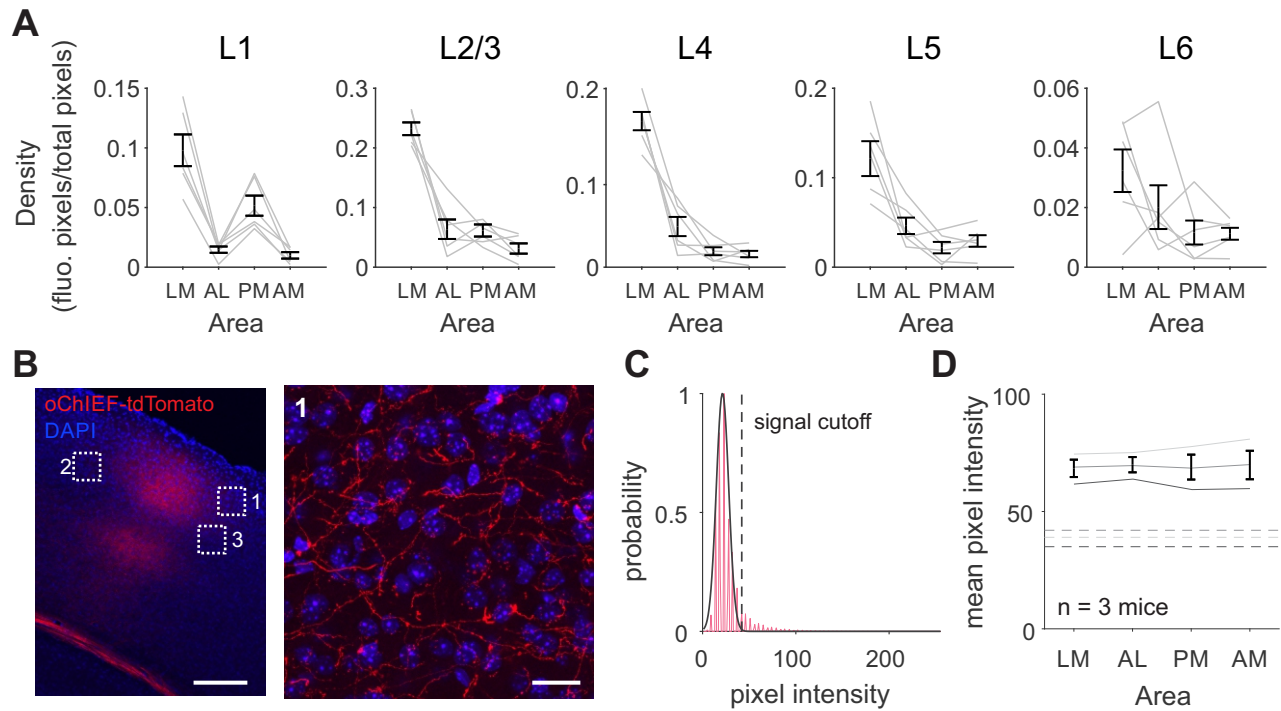 A
L1
L2/3
L4
L5
L6
Density
(fluo. pixels/total pixels)
0.15
0.1
0.05
0
LM AL PM AM
Area
0.3
0.2
0.1
0
LM AL PM AM
Area
0.2
0.1
0
LM AL PM AM
Area
0.2
0.1
0
LM AL PM AM
Area
0.06
0.04
0.02
0
LM AL PM AM
Area
B
oChIEF-tdTomato
DAPI
2
1
3
1
C
probability
1
0.5
0
signal cutoff
0 100 200
pixel intensity
D
mean pixel intensity
100
50
0
n = 3 mice
LM AL PM AM
Area